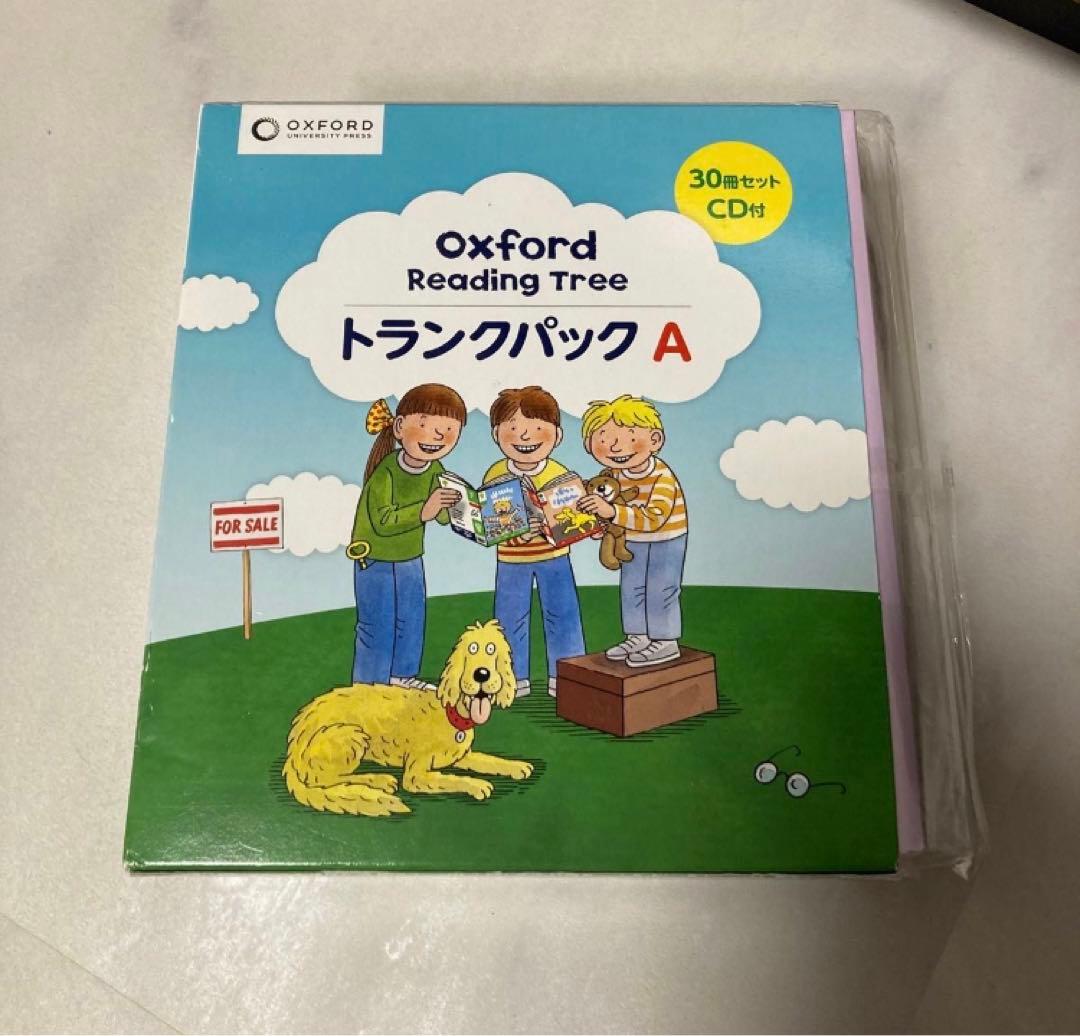 OXFORD
UNIVERSITY PRESS
30冊セット
CD付
Oxford
Reading Tree
トランクパック A
FOR SALE